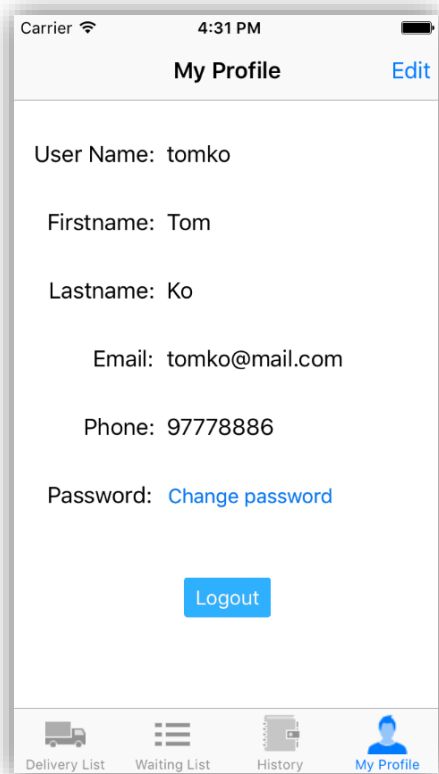 Carrier 4:31 PM
My Profile Edit
User Name: tomko
Firstname: Tom
Lastname: Ko
Email: tomko@mail.com
Phone: 97778886
Password: Change password
Logout
Delivery List Waiting List History My Profile